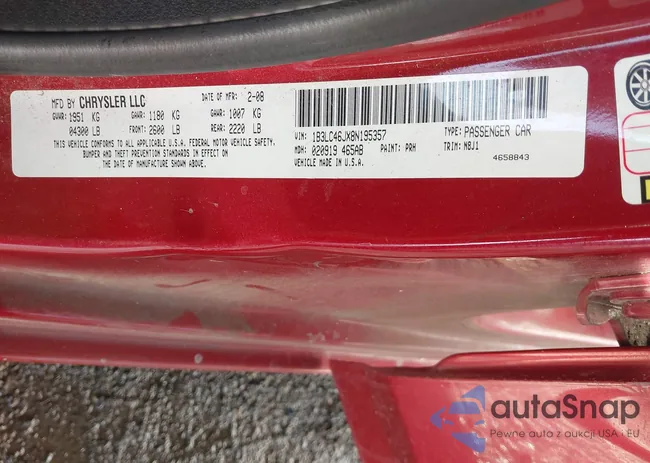 MFD BY CHRYSLER LLC DATE OF MFR: 2-08
GVWR: 1951 KG GAWR: 1180 KG GAWR: 1007 KG
04300 LB FRONT: 2600 LB REAR: 2220 LB
THIS VEHICLE CONFORMS TO ALL APPLICABLE U.S.A. FEDERAL MOTOR VEHICLE SAFETY,
BUMPER AND THEFT PREVENTION STANDARDS IN EFFECT ON
THE DATE OF MANUFACTURE SHOWN ABOVE.
VIN: 1B3LC46JX8N195357 TYPE: PASSENGER CAR
MDH: 020919 465AB PAINT: PRH TRIM: MBJ1
VEHICLE MADE IN U.S.A. 4658843
autaSnap
Pewne auta z aukcji USA - EU